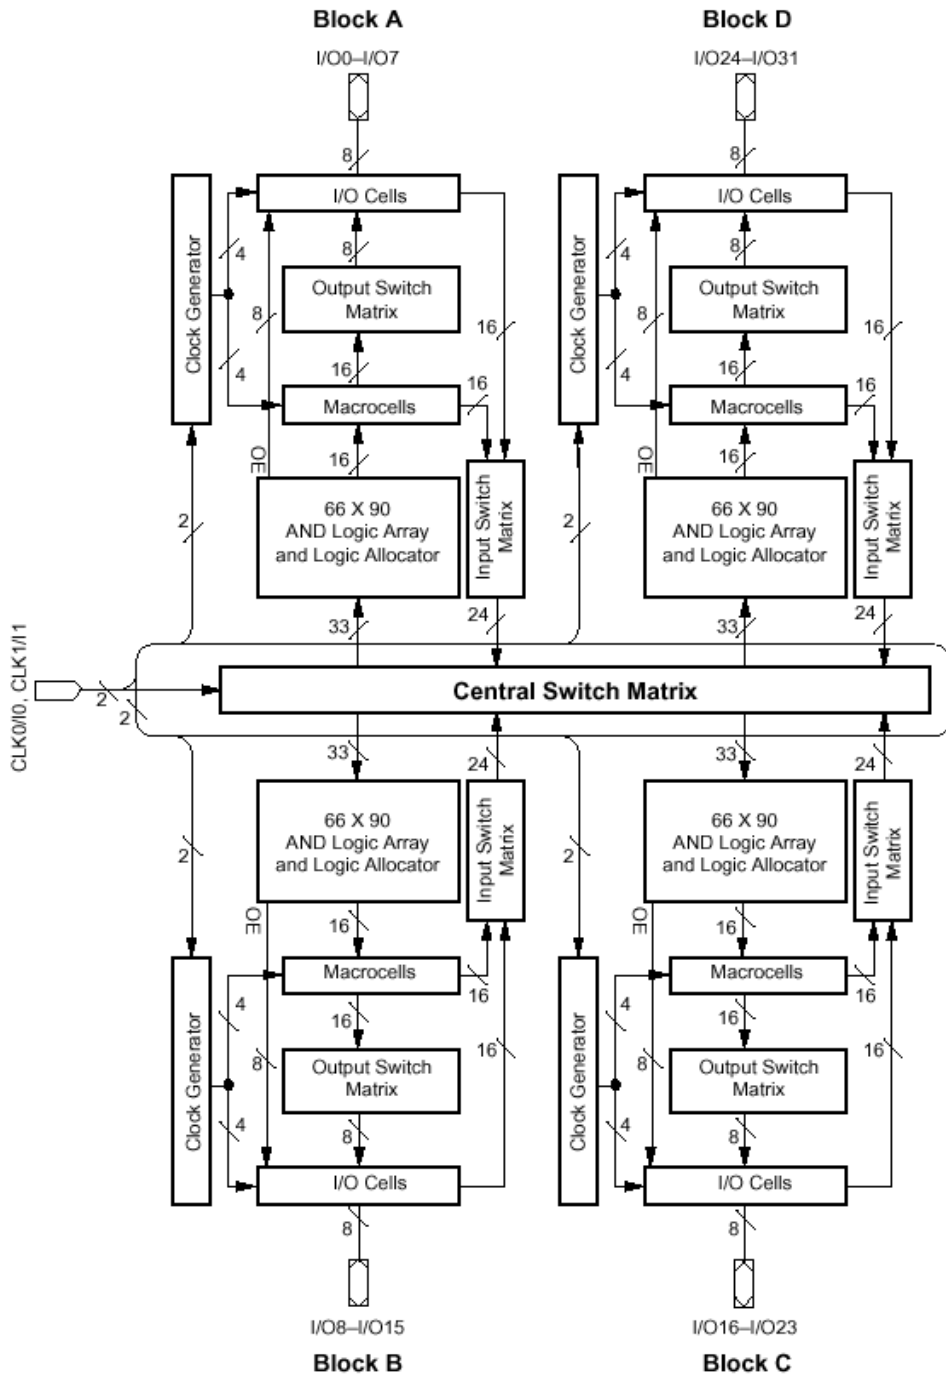 Block A
Block D
I/O0–I/O7
I/O24–I/O31
8
8
I/O Cells
I/O Cells
4
8
4
8
Clock Generator
Output Switch
Matrix
Clock Generator
Output Switch
Matrix
8
16
8
16
4
16
16
4
16
16
Macrocells
Macrocells
OE
16
OE
16
2
66 X 90
AND Logic Array
and Logic Allocator
Input Switch
Matrix
2
66 X 90
AND Logic Array
and Logic Allocator
Input Switch
Matrix
33
24
33
24
CLK0/I0, CLK1/I1
2
2
Central Switch Matrix
33
24
33
24
2
66 X 90
AND Logic Array
and Logic Allocator
Input Switch
Matrix
2
66 X 90
AND Logic Array
and Logic Allocator
Input Switch
Matrix
OE
16
OE
16
Macrocells
Macrocells
4
16
16
4
16
16
Clock Generator
8
Output Switch
Matrix
16
Clock Generator
8
Output Switch
Matrix
16
4
8
4
8
I/O Cells
I/O Cells
8
8
I/O8–I/O15
I/O16–I/O23
Block B
Block C